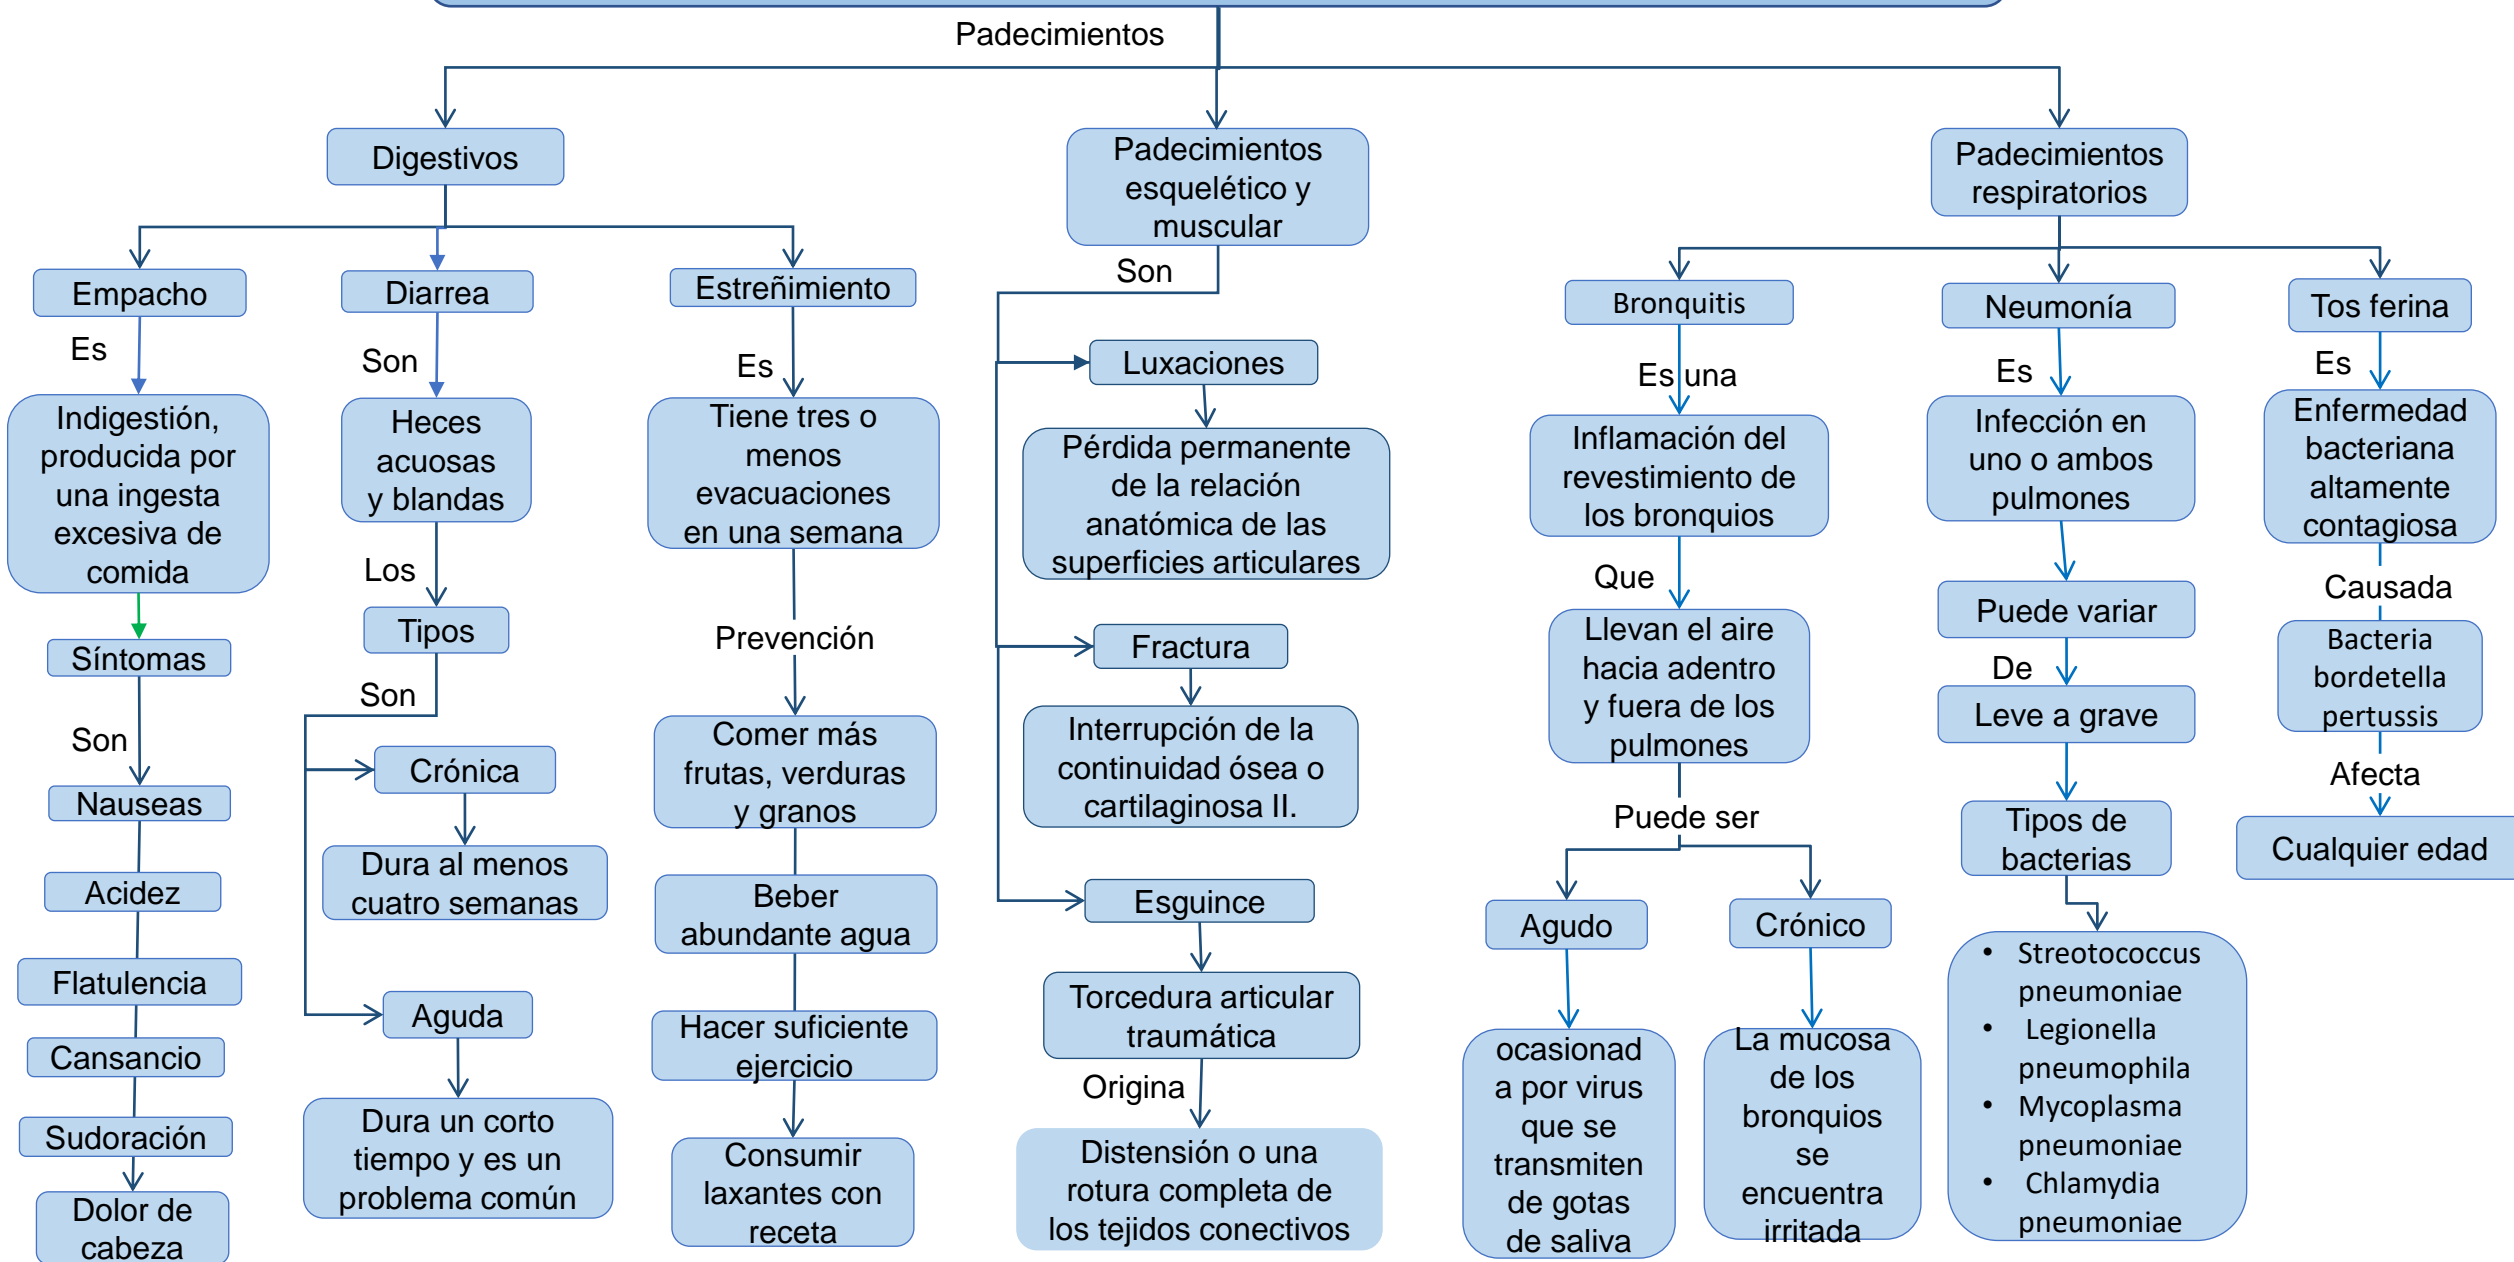 Padecimientos
Digestivos
Empacho
Es
Indigestión,
producida por
una ingesta
excesiva de
comida
Síntomas
Son
Nauseas
Acidez
Flatulencia
Cansancio
Sudoración
Dolor de
cabeza
Diarrea
Son
Heces
acuosas
y blandas
Los
Tipos
Son
Crónica
Dura al menos
cuatro semanas
Aguda
Dura un corto
tiempo y es un
problema común
Estreñimiento
Es
Tiene tres o
menos
evacuaciones
en una semana
Prevención
Comer más
frutas, verduras
y granos
Beber
abundante agua
Hacer suficiente
ejercicio
Consumir
laxantes con
receta
Padecimientos
esquelético y
muscular
Son
Luxaciones
Pérdida permanente
de la relación
anatómica de las
superficies articulares
Fractura
Interrupción de la
continuidad ósea o
cartilaginosa II.
Esguince
Torcedura articular
traumática
Origina
Distensión o una
rotura completa de
los tejidos conectivos
Padecimientos
respiratorios
Bronquitis
Es una
Inflamación del
revestimiento de
los bronquios
Que
Llevan el aire
hacia adentro
y fuera de los
pulmones
Puede ser
Agudo
ocasionad
a por virus
que se
transmiten
de gotas
de saliva
Crónico
La mucosa
de los
bronquios
se
encuentra
irritada
Neumonía
Es
Infección en
uno o ambos
pulmones
Puede variar
De
Leve a grave
Tipos de
bacterias
• Streotococcus
pneumoniae
• Legionella
pneumophila
• Mycoplasma
pneumoniae
• Chlamydia
pneumoniae
Tos ferina
Es
Enfermedad
bacteriana
altamente
contagiosa
Causada
Bacteria
bordetella
pertussis
Afecta
Cualquier edad